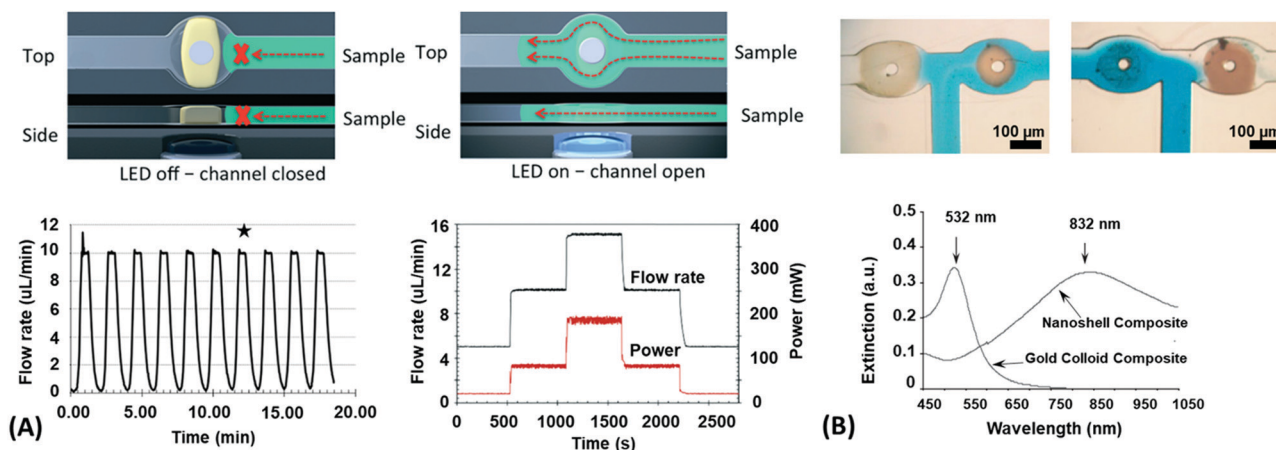 Top
Sample
Sample
Side
LED off – channel closed
Top
Sample
Sample
Side
LED on – channel open
100 µm
100 µm
12
10
8
6
4
2
0
Flow rate (uL/min)
★
0.00
5.00
10.00
15.00
20.00
Time (min)
(A)
16
12
8
4
0
Flow rate (uL/min)
400
300
200
100
0
Power (mW)
Flow rate
Power
0
500
1000
1500
2000
2500
Time (s)
0.5
0.4
0.3
0.2
0.1
0
Extinction (a.u.)
532 nm
832 nm
Nanoshell Composite
Gold Colloid Composite
450
550
650
750
850
950
1050
Wavelength (nm)
(B)